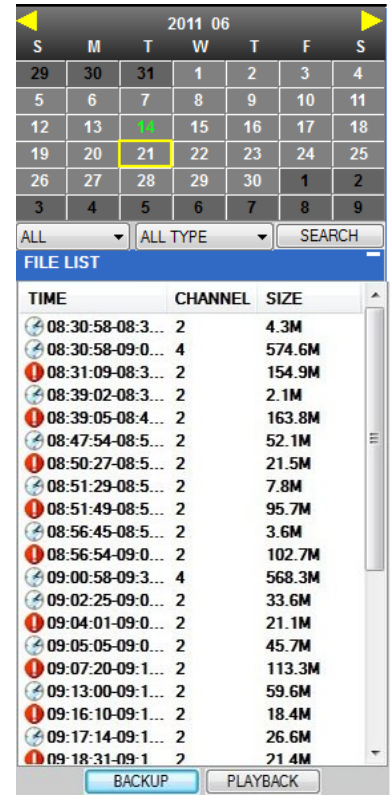 2011 06
S M T W T F S
29 30 31 1 2 3 4
5 6 7 8 9 10 11
12 13 14 15 16 17 18
19 20 21 22 23 24 25
26 27 28 29 30 1 2
3 4 5 6 7 8 9
ALL ALL TYPE SEARCH
FILE LIST
TIME CHANNEL SIZE
08:30:58-08:3... 2 4.3M
08:30:58-09:0... 4 574.6M
08:31:09-08:3... 2 154.9M
08:39:02-08:3... 2 2.1M
08:39:05-08:4... 2 163.8M
08:47:54-08:5... 2 52.1M
08:50:27-08:5... 2 21.5M
08:51:29-08:5... 2 7.8M
08:51:49-08:5... 2 95.7M
08:56:45-08:5... 2 3.6M
08:56:54-09:0... 2 102.7M
09:00:58-09:3... 4 568.3M
09:02:25-09:0... 2 33.6M
09:04:01-09:0... 2 21.1M
09:05:05-09:0... 2 45.7M
09:07:20-09:1... 2 113.3M
09:13:00-09:1... 2 59.6M
09:16:10-09:1... 2 18.4M
09:17:14-09:1... 2 26.6M
09:18:31-09:1... 2 21.4M
BACKUP PLAYBACK